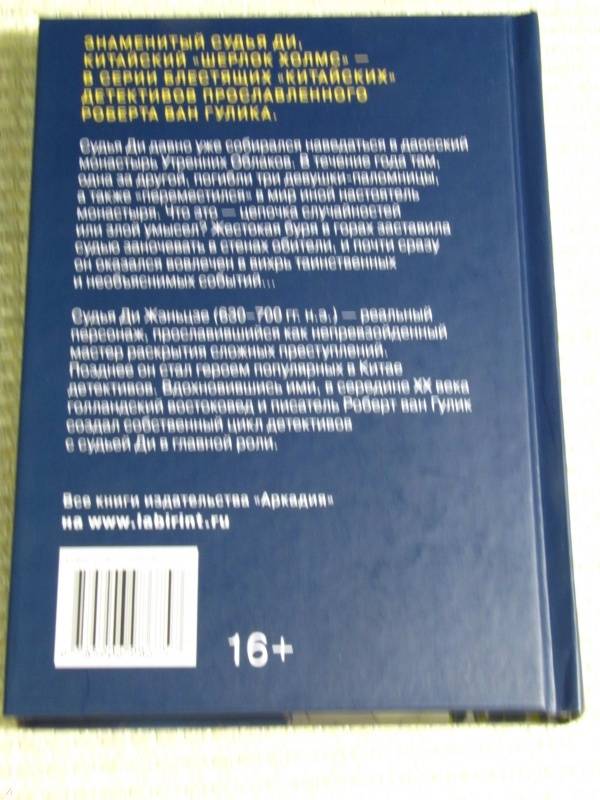 ЗНАМЕНИТЫЙ СУДЬЯ ДИ,
КИТАЙСКИЙ «ШЕРЛОК ХОЛМС» —
В СЕРИИ БЛЕСТЯЩИХ «КИТАЙСКИХ»
ДЕТЕКТИВОВ ПРОСЛАВЛЕННОГО
РОБЕРТА ВАН ГУЛИКА.
Судья Ди давно уже собирался наведаться в даосский
монастырь Утренних Облаков. В течение года там,
одна за другой, погибли три девушки-паломницы,
а также «переместился» в мир иной настоятель
монастыря. Что это — цепочка случайностей
или злой умысел? Жестокая буря в горах заставила
судью заночевать в стенах обители, и почти сразу
он оказался вовлечен в вихрь таинственных
и необъяснимых событий...
Судья Ди Жэньцзе (630–700 гг. н.э.) — реальный
персонаж, прославившийся как непревзойденный
мастер раскрытия сложных преступлений.
Позднее он стал героем популярных в Китае
детективов. Вдохновившись ими, в середине XX века
голландский востоковед и писатель Роберт ван Гулик
создал собственный цикл детективов
с судьей Ди в главной роли.
Все книги издательства «Аркадия»
на www.labirint.ru
16+